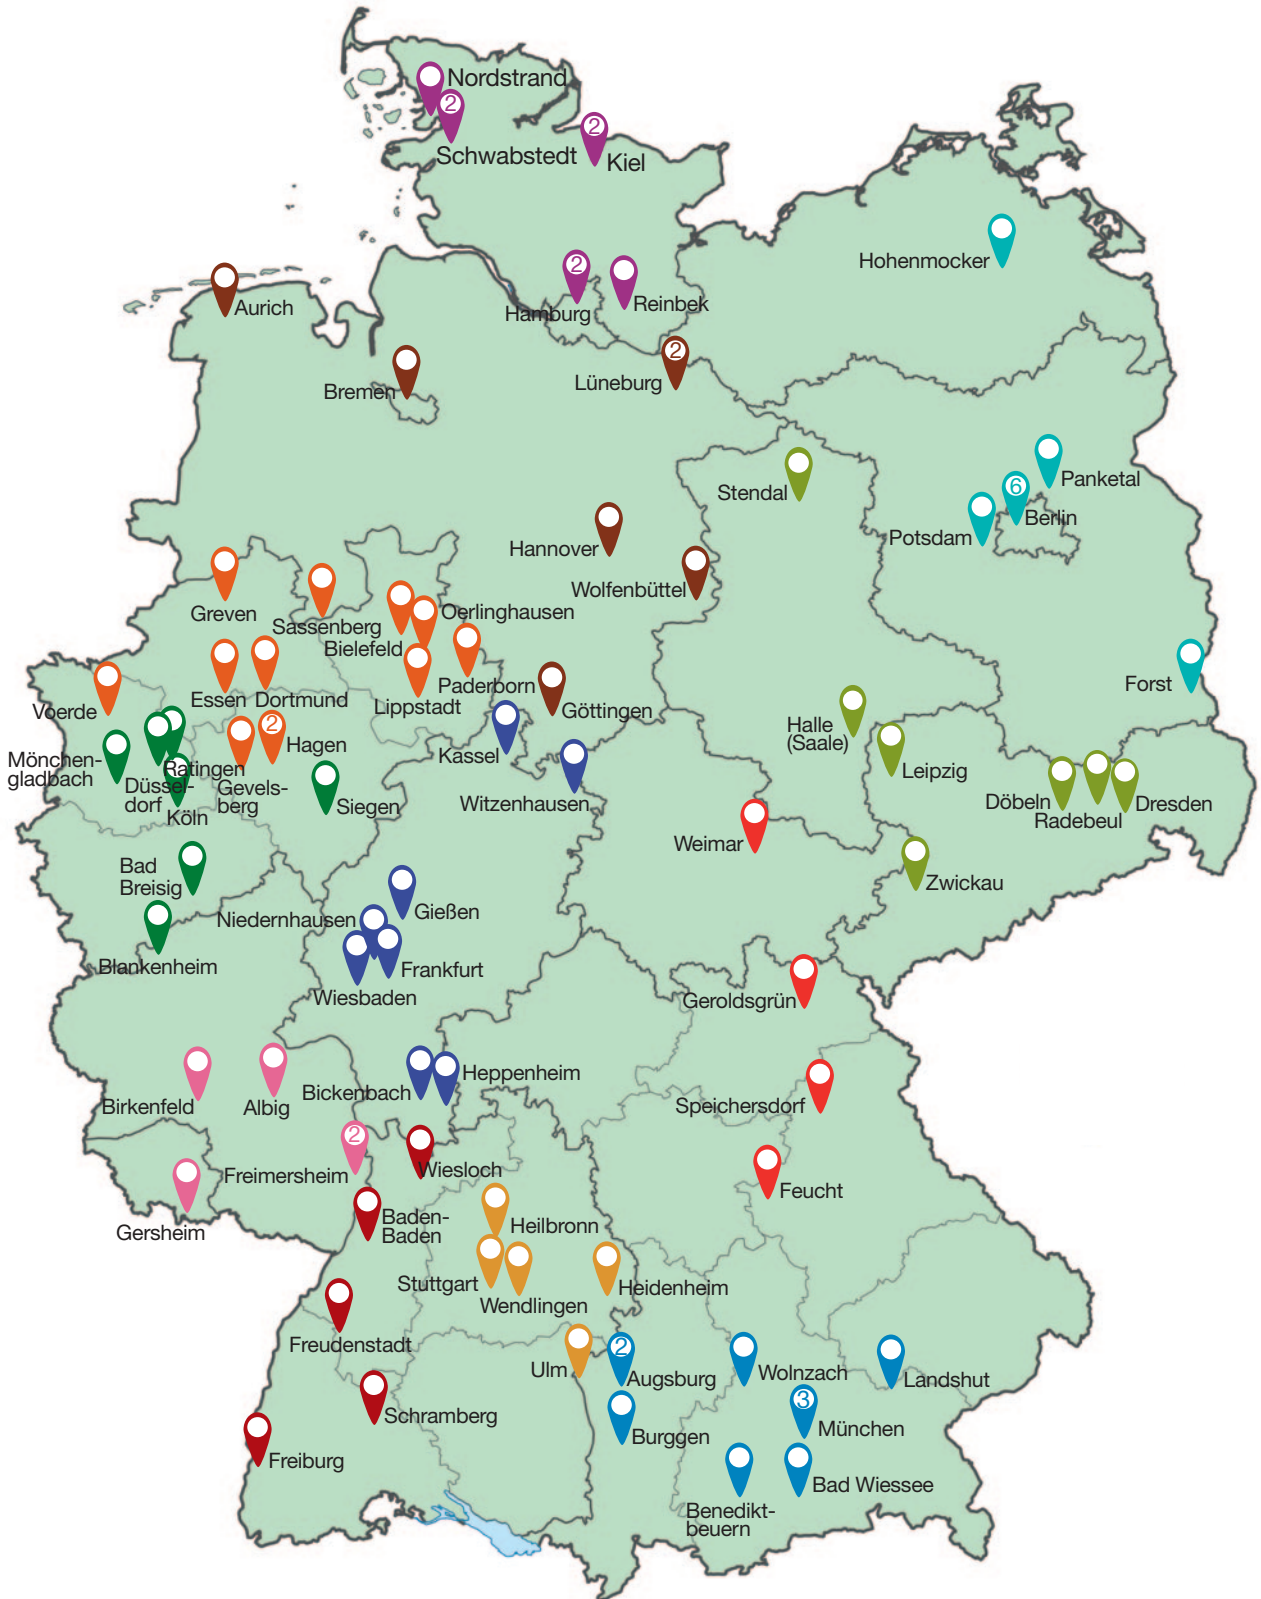 Nordstrand
2
Schwabstedt
2
Kiel
Hohenmocker
2
Hamburg
Reinbek
Aurich
Bremen
2
Lüneburg
Stendal
Panketal
6
Berlin
Potsdam
Hannover
Wolfenbüttel
Greven
Sassenberg
Oerlinghausen
Bielefeld
Paderborn
Lippstadt
Essen
Dortmund
Voerde
Göttingen
Forst
2
Hagen
Mönchen-
gladbach
Ratingen
Düssel-
dorf
Köln
Gevels-
berg
Siegen
Kassel
Witzenhausen
Halle
(Saale)
Leipzig
Döbeln
Radebeul
Dresden
Weimar
Zwickau
Bad
Breisig
Blankenheim
Gießen
Niedernhausen
Frankfurt
Wiesbaden
Geroldsgrün
Birkenfeld
Albig
Bickenbach
Heppenheim
Speichersdorf
2
Freimersheim
Wiesloch
Feucht
Gersheim
Baden-
Baden
Heilbronn
Stuttgart
Wendlingen
Heidenheim
Freudenstadt
Ulm
2
Augsburg
Wolnzach
Landshut
Schramberg
3
München
Burggen
Freiburg
Bad Wiessee
Benedikt-
beuern